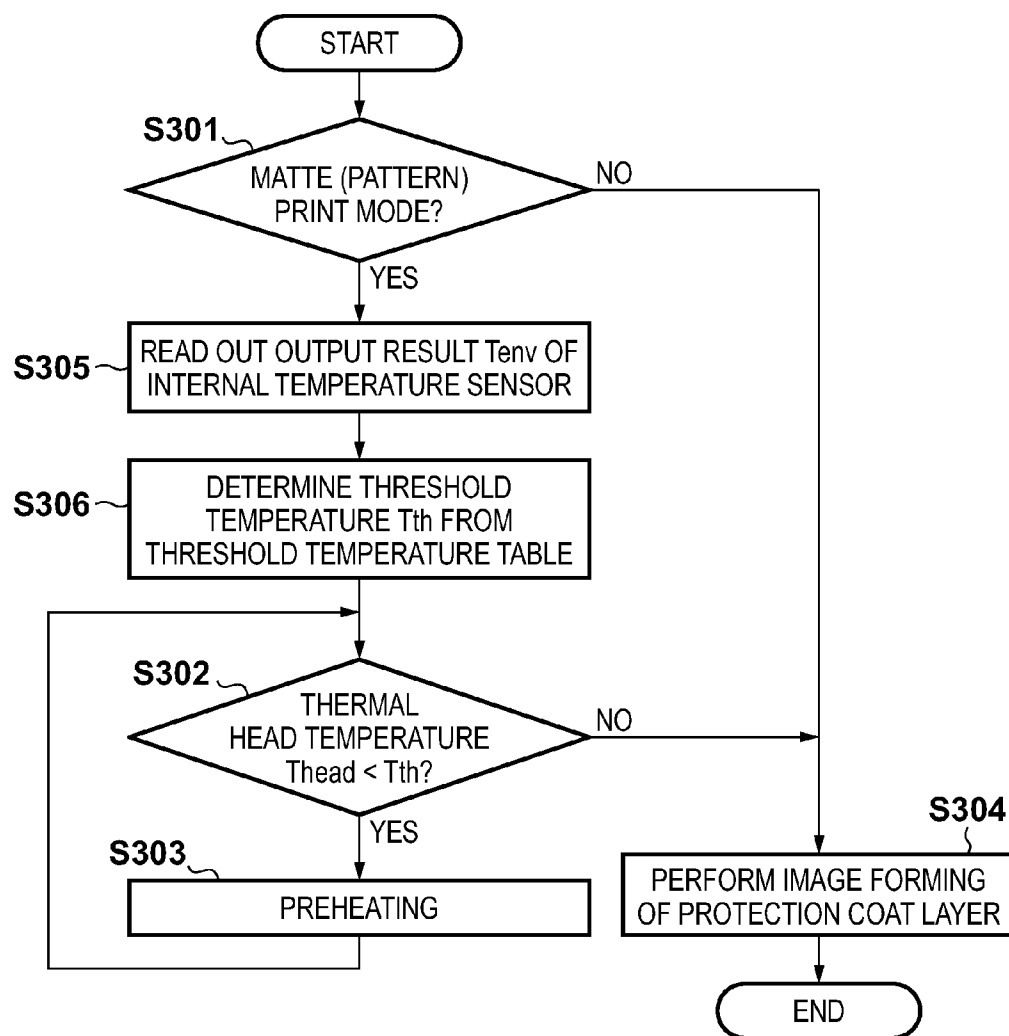 START
S301
MATTE (PATTERN)
PRINT MODE?
NO
YES
S305
READ OUT OUTPUT RESULT Tenv OF
INTERNAL TEMPERATURE SENSOR
S306
DETERMINE THRESHOLD
TEMPERATURE Tth FROM
THRESHOLD TEMPERATURE TABLE
S302
THERMAL
HEAD TEMPERATURE
Thead < Tth?
NO
YES
S303
PREHEATING
S304
PERFORM IMAGE FORMING
OF PROTECTION COAT LAYER
END